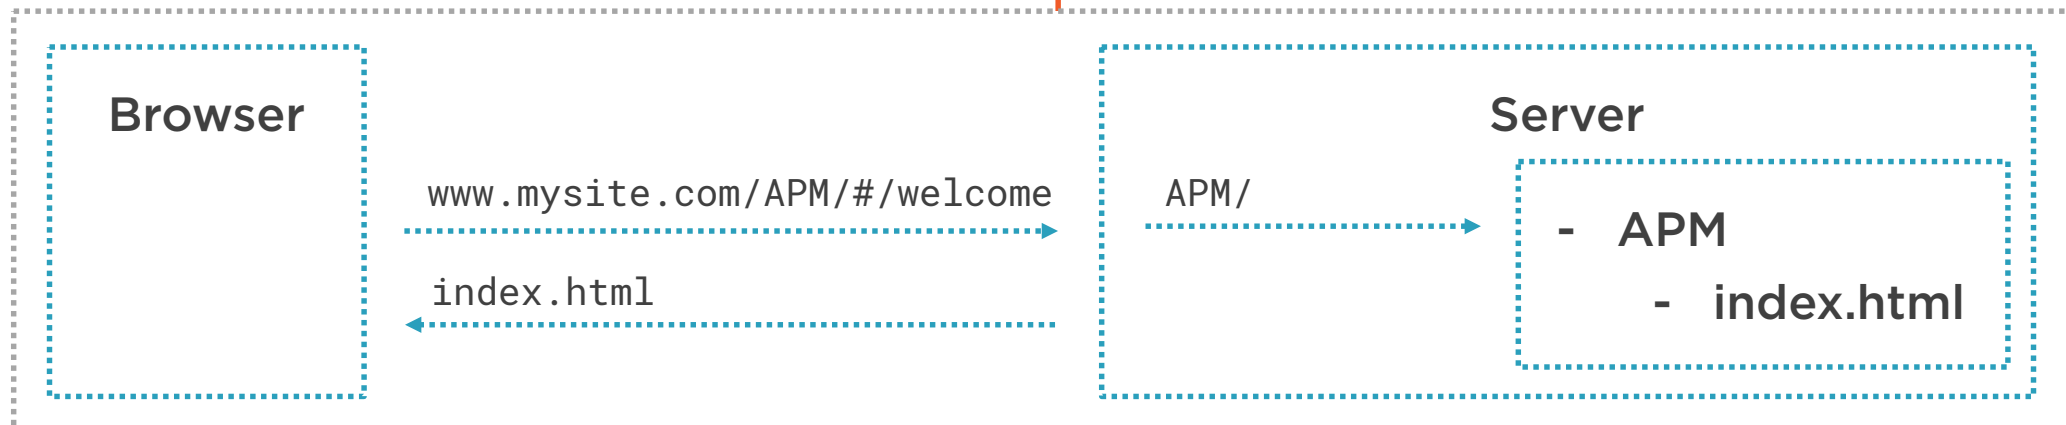 Browser
Server
www.mysite.com/APM/#/welcome
APM/
- APM
index.html
- index.html